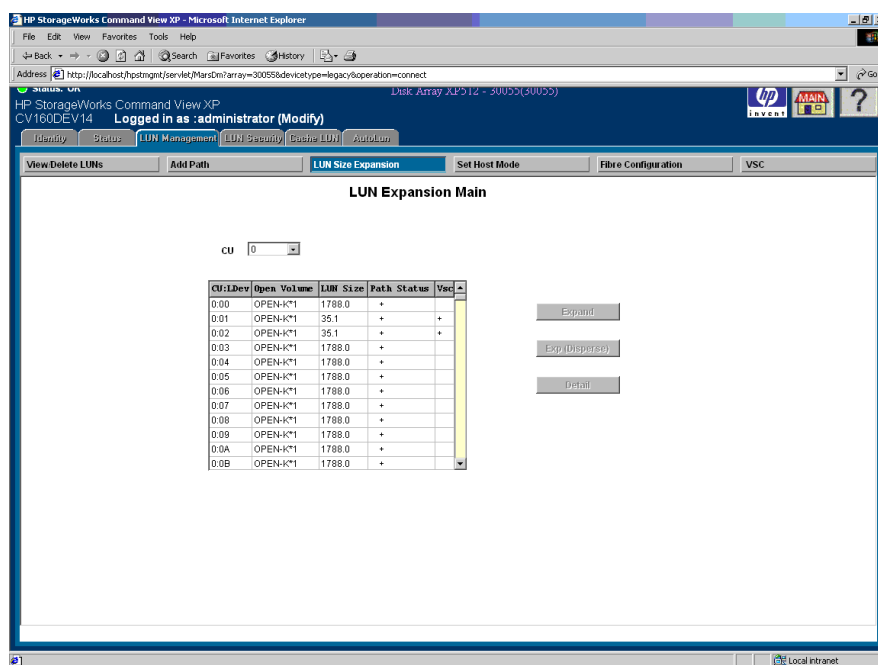 HP StorageWorks Command View XP - Microsoft Internet Explorer
File Edit View Favorites Tools Help
Back Search Favorites History
Address http://localhost/hpstmgmt/servlet/MarsDm?array=30055&devicetype=legacy&operation=connect Go
Status: OK Disk Array XP512 - 30055(30055)
HP StorageWorks Command View XP
CV160DEV14 Logged in as :administrator (Modify)
hp invent MAIN ?
Identity Status LUN Management LUN Security Cache LUN AutoLun
View/Delete LUNs Add Path LUN Size Expansion Set Host Mode Fibre Configuration VSC
LUN Expansion Main
CU 0
CU:LDev Open Volume LUN Size Path Status Vsc
0:00 OPEN-K*1 1788.0 +
0:01 OPEN-K*1 35.1 + +
0:02 OPEN-K*1 35.1 + +
0:03 OPEN-K*1 1788.0 +
0:04 OPEN-K*1 1788.0 +
0:05 OPEN-K*1 1788.0 +
0:06 OPEN-K*1 1788.0 +
0:07 OPEN-K*1 1788.0 +
0:08 OPEN-K*1 1788.0 +
0:09 OPEN-K*1 1788.0 +
0:0A OPEN-K*1 1788.0 +
0:0B OPEN-K*1 1788.0 +
Expand
Exp (Disperse)
Detail
Local intranet